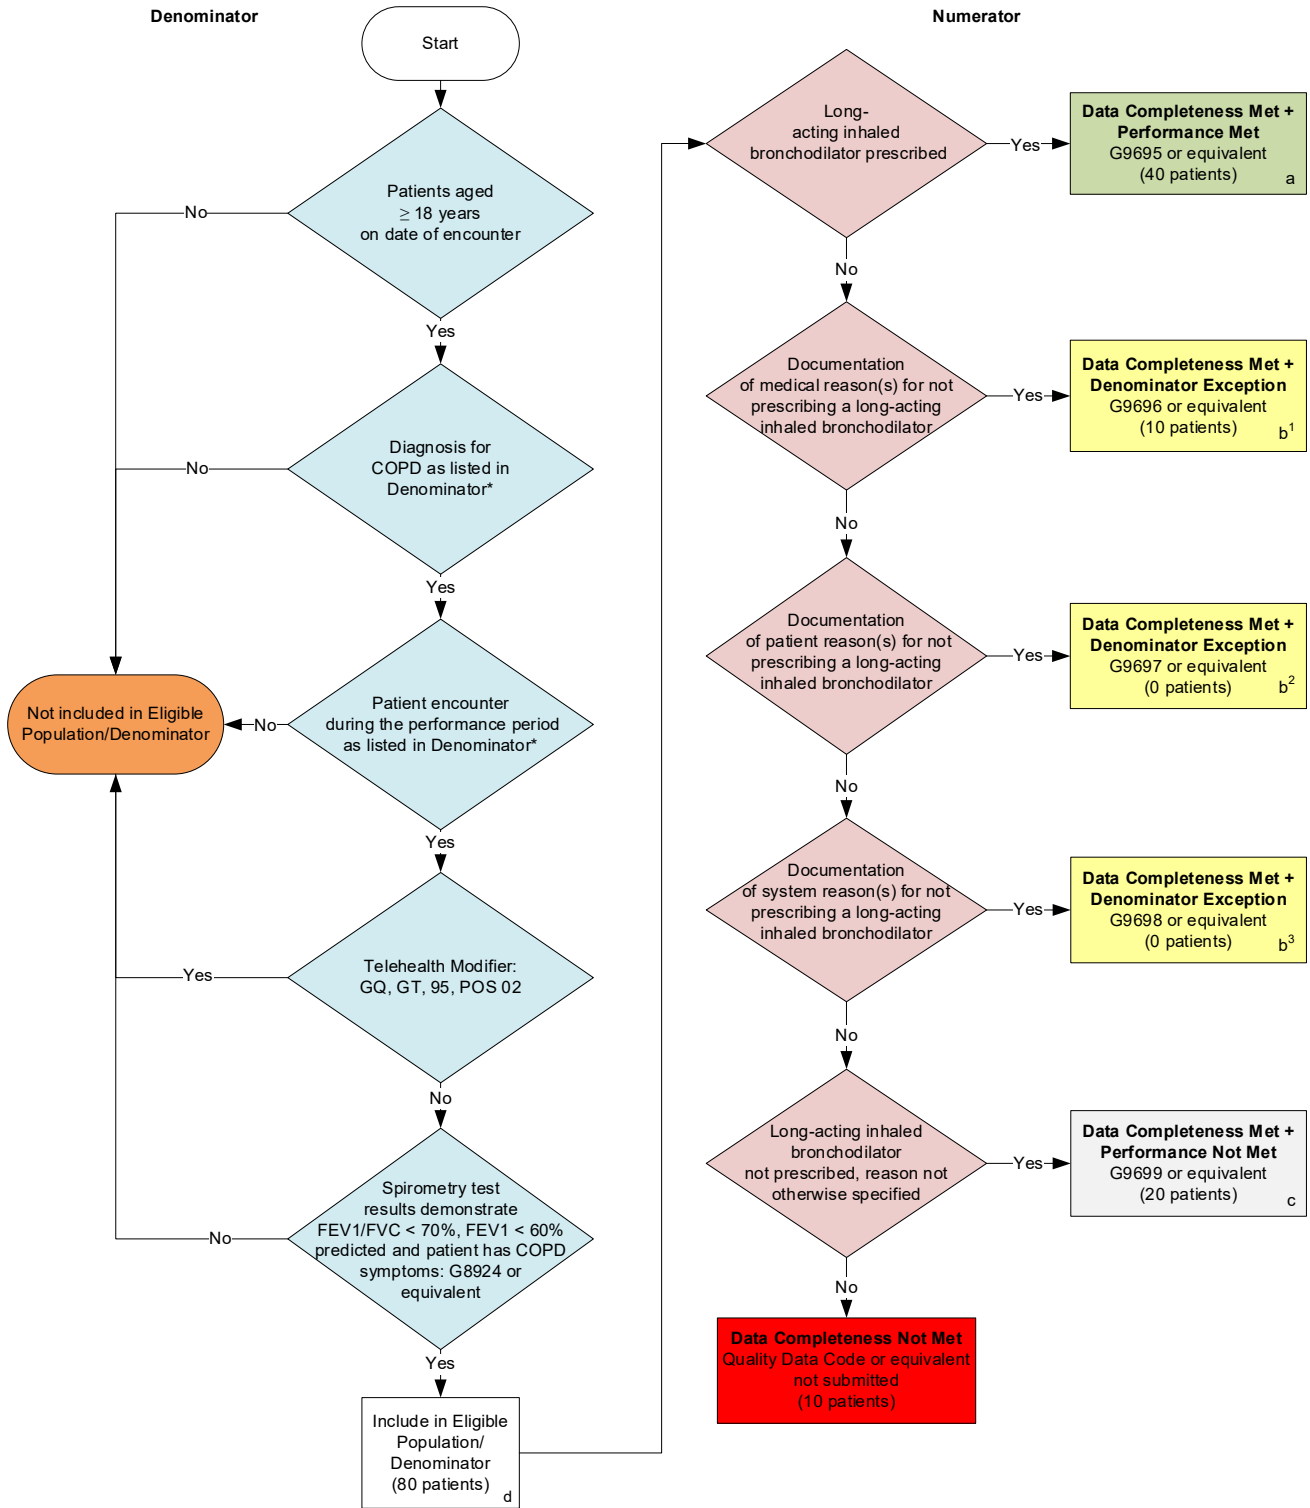 Denominator
Start
Patients aged
≥ 18 years
on date of encounter
No
Yes
Diagnosis for
COPD as listed in
Denominator*
No
Yes
Patient encounter
during the performance period
as listed in Denominator*
No
Not included in Eligible
Population/Denominator
Yes
Telehealth Modifier:
GQ, GT, 95, POS 02
Yes
No
Spirometry test
results demonstrate
FEV1/FVC < 70%, FEV1 < 60%
predicted and patient has COPD
symptoms: G8924 or
equivalent
No
Yes
Include in Eligible
Population/
Denominator
(80 patients)
d
Numerator
Long-
acting inhaled
bronchodilator prescribed
Yes
Data Completeness Met +
Performance Met
G9695 or equivalent
(40 patients)
a
No
Documentation
of medical reason(s) for not
prescribing a long-acting
inhaled bronchodilator
Yes
Data Completeness Met +
Denominator Exception
G9696 or equivalent
(10 patients)
b¹
No
Documentation
of patient reason(s) for not
prescribing a long-acting
inhaled bronchodilator
Yes
Data Completeness Met +
Denominator Exception
G9697 or equivalent
(0 patients)
b²
No
Documentation
of system reason(s) for not
prescribing a long-acting
inhaled bronchodilator
Yes
Data Completeness Met +
Denominator Exception
G9698 or equivalent
(0 patients)
b³
No
Long-acting inhaled
bronchodilator
not prescribed, reason not
otherwise specified
Yes
Data Completeness Met +
Performance Not Met
G9699 or equivalent
(20 patients)
c
No
Data Completeness Not Met
Quality Data Code or equivalent
not submitted
(10 patients)